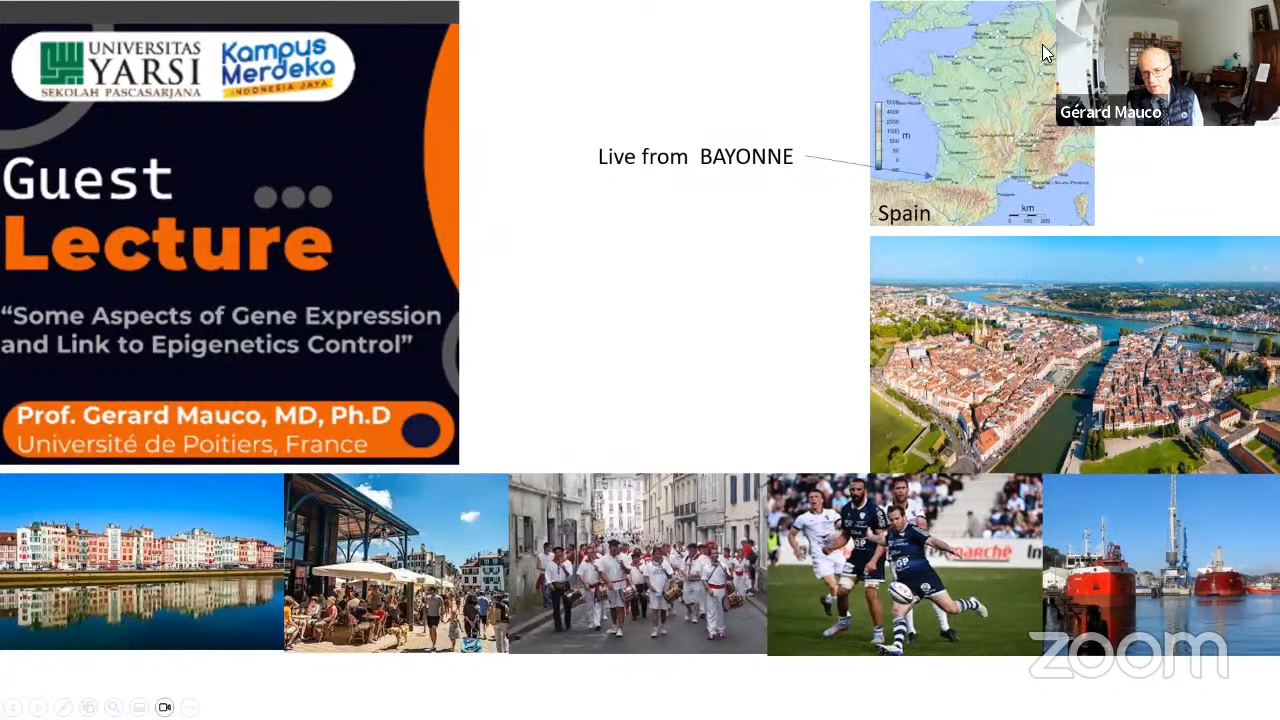 UNIVERSITAS
YARSI
SEKOLAH PASCASARJANA
Kampus
Merdeka
INDONESIA JAYA
Guest
Lecture
“Some Aspects of Gene Expression
and Link to Epigenetics Control”
Prof. Gerard Mauco, MD, Ph.D
Université de Poitiers, France
Live from BAYONNE
m
Spain
km
Gérard Mauco
zoom